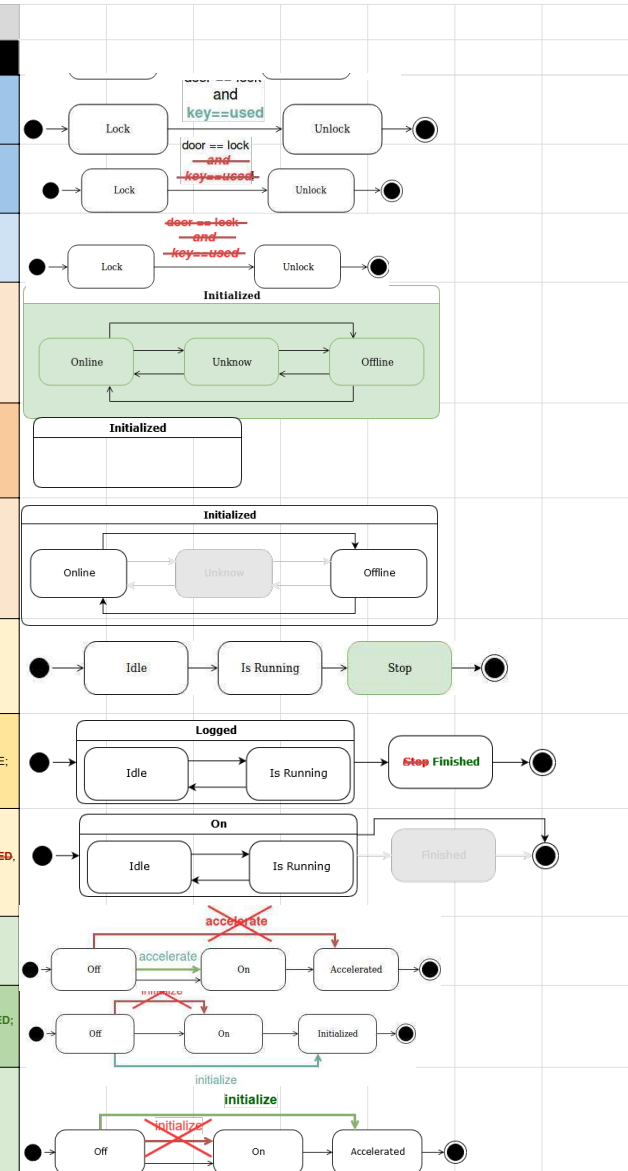 door == lock
and
key==used
Lock
Unlock
door == lock
and
key==used
Lock
Unlock
door == lock
and
key==used
Lock
Unlock
Initialized
Online
Unknow
Offline
Initialized
Initialized
Online
Unknow
Offline
Idle
Is Running
Stop
Logged
E;
Idle
Is Running
Stop Finished
On
ED,
Idle
Is Running
Finished
accelerate
accelerate
Off
On
Accelerated
initialize
ED;
Off
On
Initialized
initialize
initialize
initialize
Off
On
Accelerated